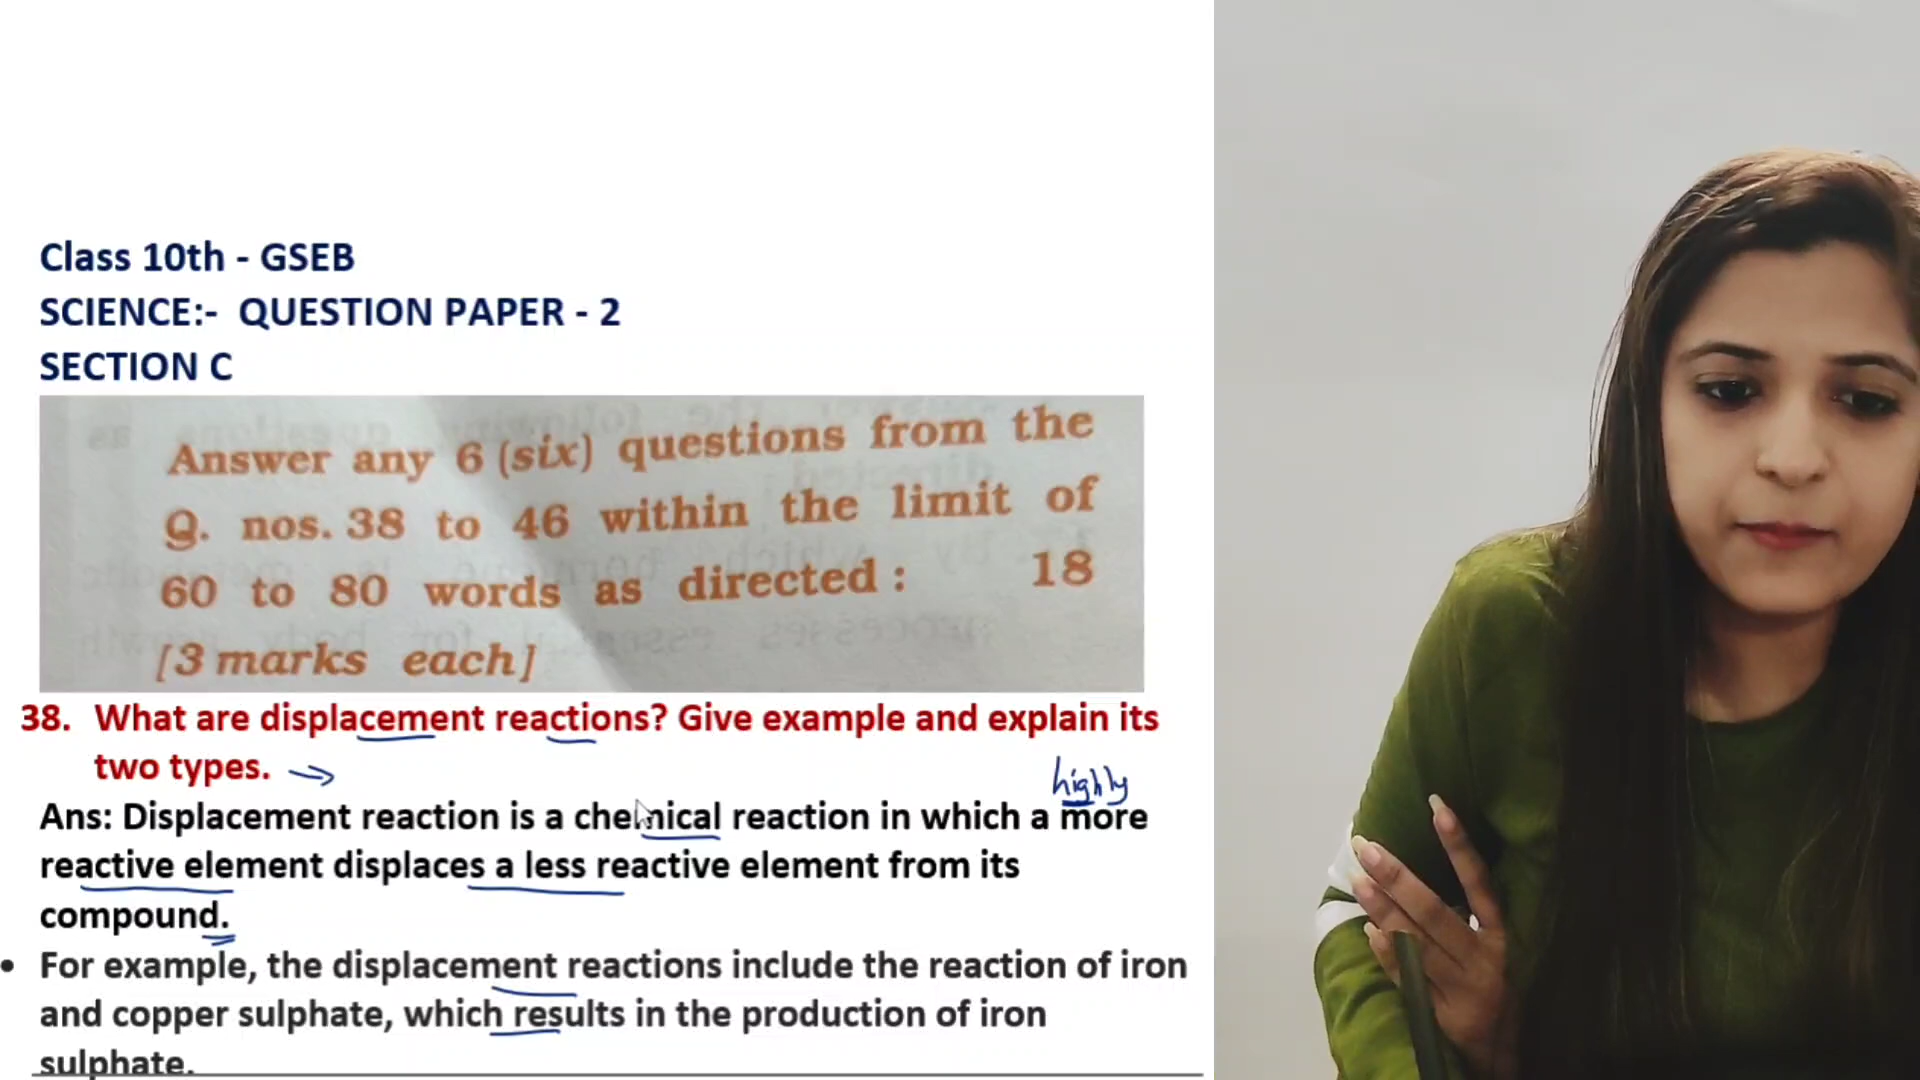 Class 10th - GSEB
SCIENCE:- QUESTION PAPER - 2
SECTION C
Answer any 6 (six) questions from the
Q. nos. 38 to 46 within the limit of
60 to 80 words as directed : 18
[3 marks each]
38. What are displacement reactions? Give example and explain its
two types.
highly
Ans: Displacement reaction is a chemical reaction in which a more
reactive element displaces a less reactive element from its
compound.
• For example, the displacement reactions include the reaction of iron
and copper sulphate, which results in the production of iron
sulphate.